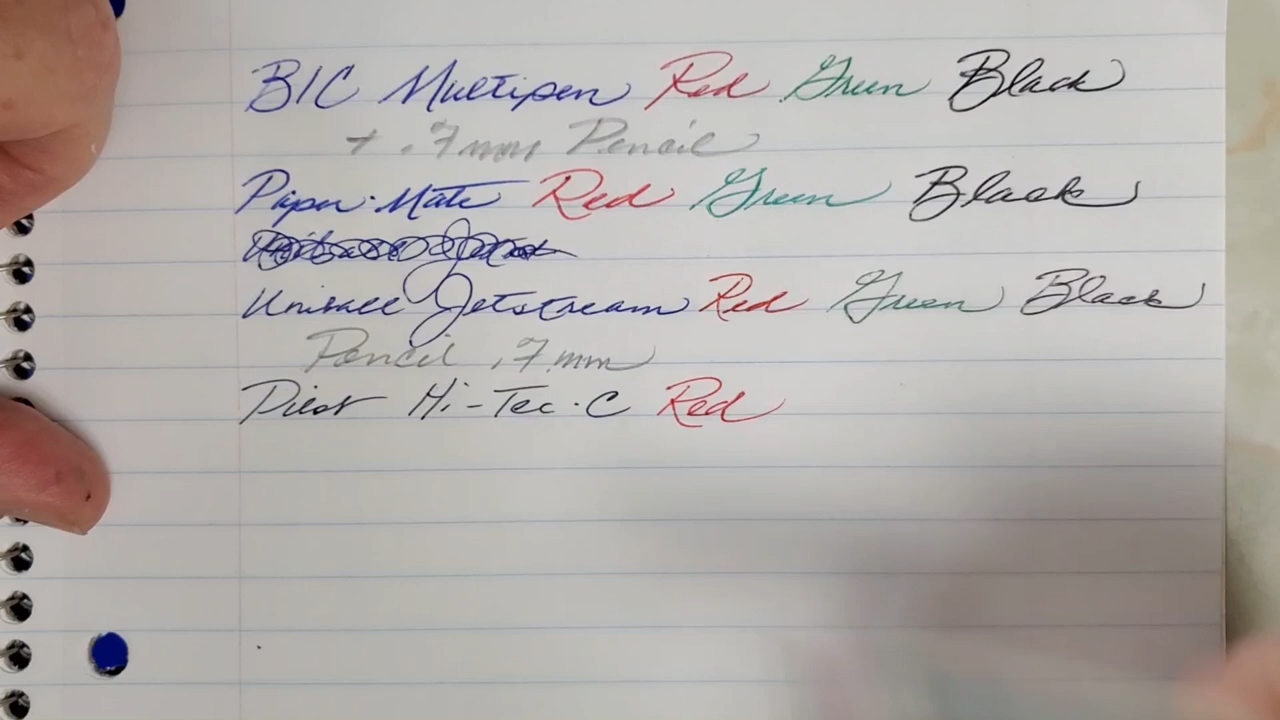 BIC Multipen Red Green Black
+ .7mm Pencil
Paper-Mate Red Green Black
Uniball Jetstream Red Green Black
Pencil .7mm
Pilot Hi-Tec-C Red